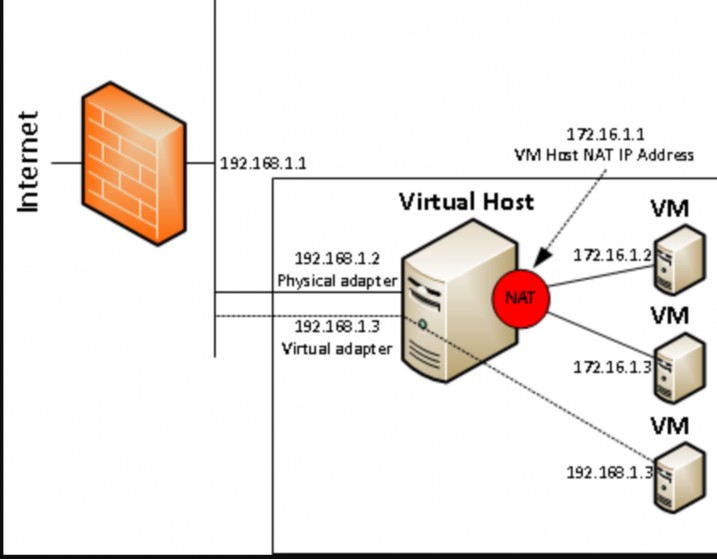 Internet
192.168.1.1
172.16.1.1
VM Host NAT IP Address
Virtual Host
VM
192.168.1.2
Physical adapter
172.16.1.2
NAT
VM
192.168.1.3
Virtual adapter
172.16.1.3
VM
192.168.1.3